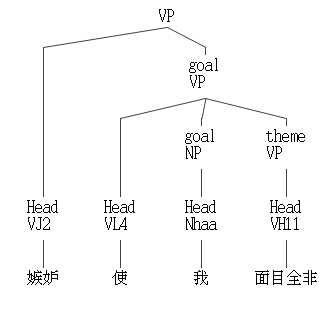 VP
goal
VP
goal theme
NP VP
Head Head Head Head
VJ2 VL4 Nhaa VH11
嫉妒 使 我 面目全非